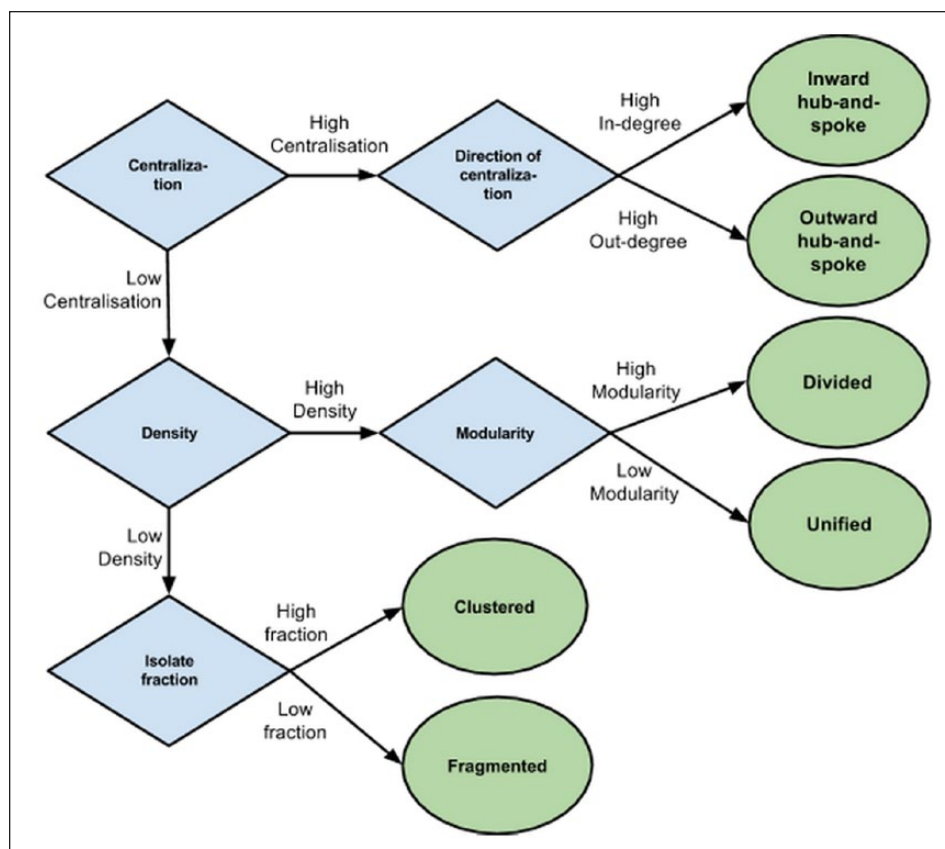 Centraliza-
tion
High
Centralisation
Direction of
centraliza-
tion
High
In-degree
Inward
hub-and-
spoke
High
Out-degree
Outward
hub-and-
spoke
Low
Centralisation
Density
High
Density
Modularity
High
Modularity
Divided
Low
Modularity
Unified
Low
Density
Isolate
fraction
High
fraction
Clustered
Low
fraction
Fragmented